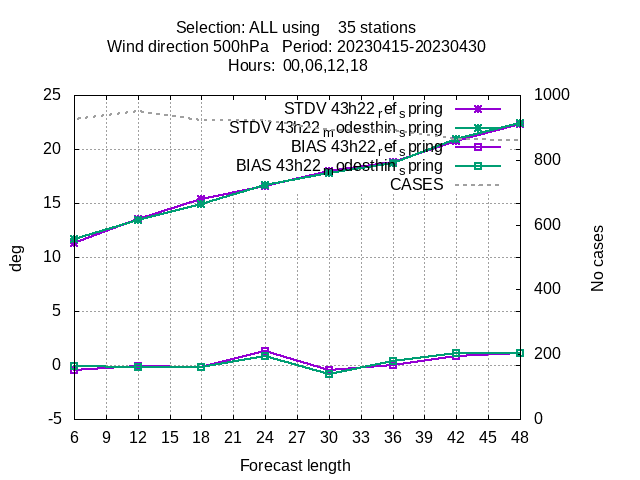 Selection: ALL using 35 stations
Wind direction 500hPa Period: 20230415-20230430
Hours: 00,06,12,18
25
20
15
10
5
0
-5
1000
800
600
400
200
0
deg
No cases
STDV 43h22_ref_spring
STDV 43h22_nodesthin_spring
BIAS 43h22_ref_spring
BIAS 43h22_nodesthin_spring
CASES
6 9 12 15 18 21 24 27 30 33 36 39 42 45 48
Forecast length